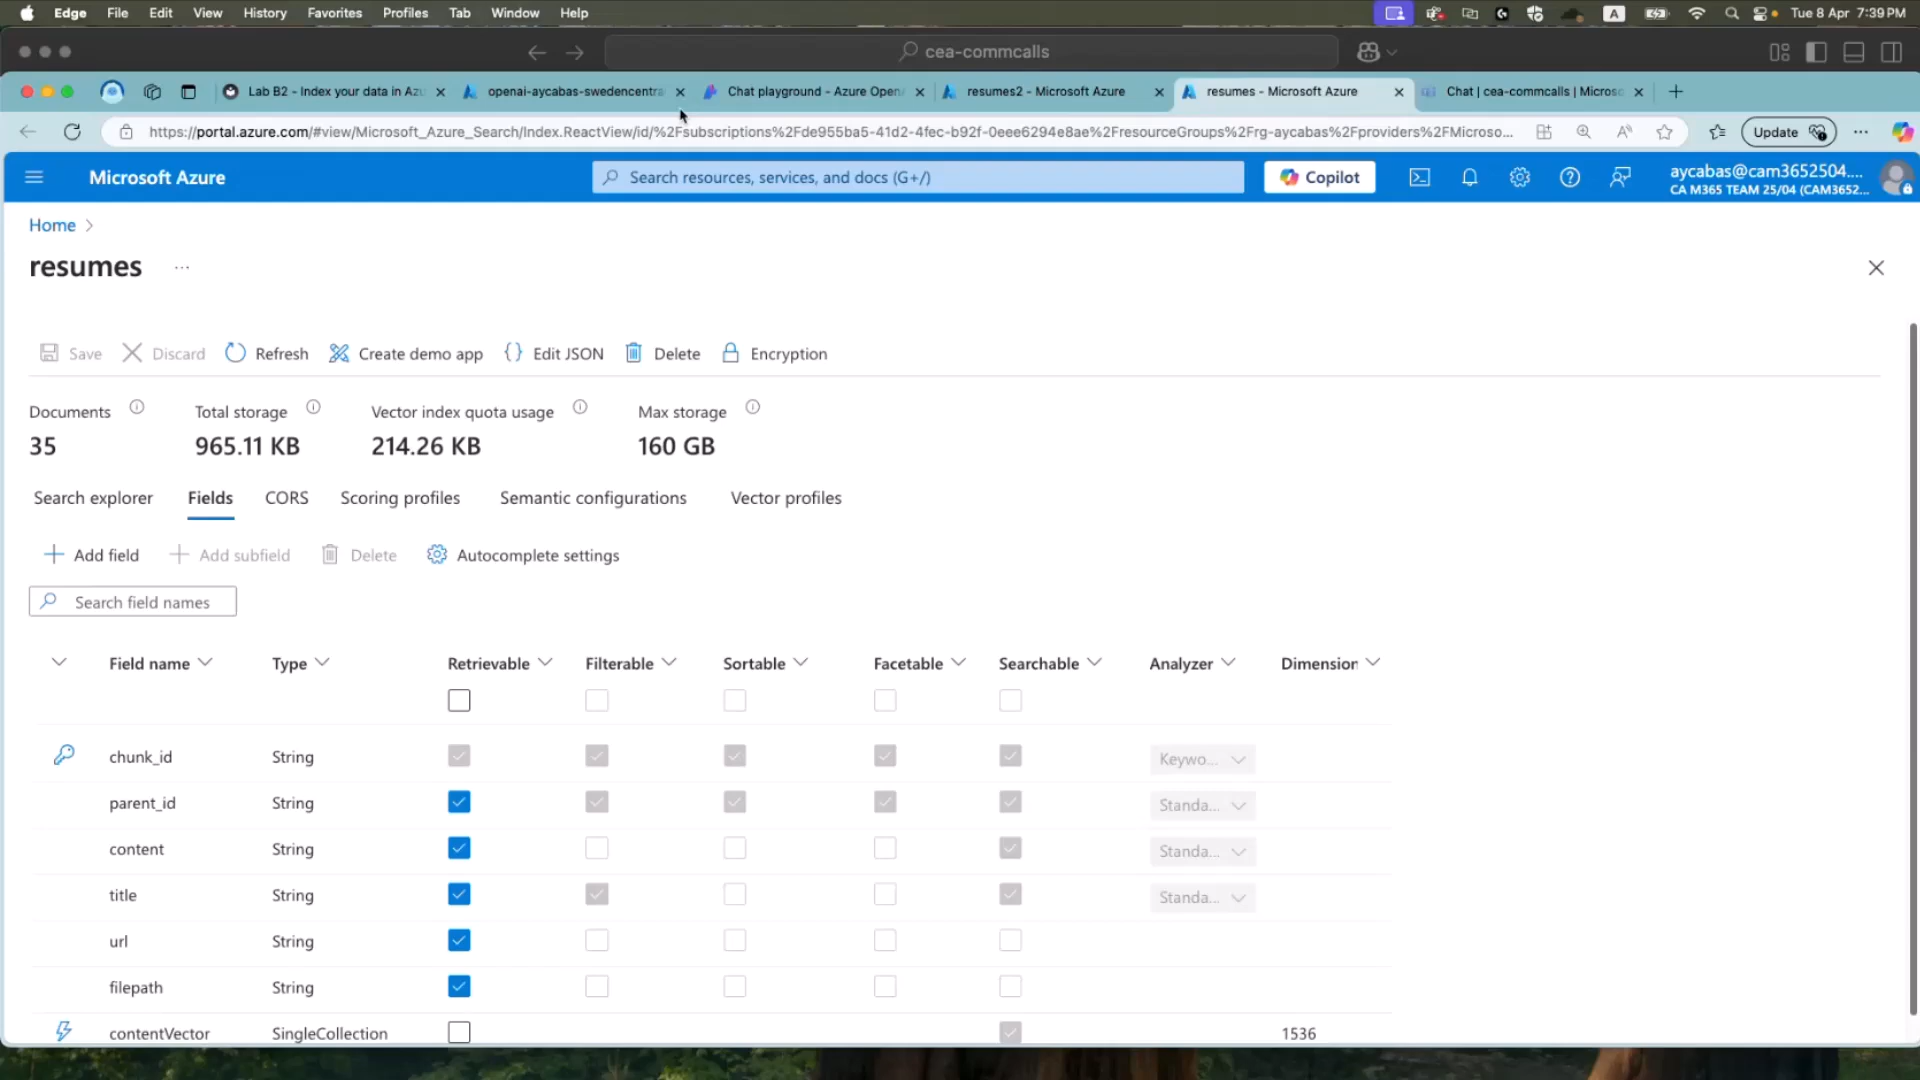 Edge File Edit View History Favorites Profiles Tab Window Help
A
Tue 8 Apr 7:39 PM
cea-commcalls
Lab B2 - Index your data in Azu
openai-aycabas-swedencentra
Chat playground - Azure OpenA
resumes2 - Microsoft Azure
resumes - Microsoft Azure
Chat | cea-commcalls | Microso
https://portal.azure.com/#view/Microsoft_Azure_Search/Index.ReactView/id/%2Fsubscriptions%2Fde955ba5-41d2-4fec-b92f-0eee6294e8ae%2FresourceGroups%2Frg-aycabas%2Fproviders%2FMicroso...
Update
Microsoft Azure
Search resources, services, and docs (G+/)
Copilot
aycabas@cam3652504....
CA M365 TEAM 25/04 (CAM3652...
Home
resumes ...
Save Discard Refresh Create demo app {} Edit JSON Delete Encryption
Documents Total storage Vector index quota usage Max storage
35 965.11 KB 214.26 KB 160 GB
Search explorer Fields CORS Scoring profiles Semantic configurations Vector profiles
Add field Add subfield Delete Autocomplete settings
Search field names
Field name Type Retrievable Filterable Sortable Facetable Searchable Analyzer Dimension
chunk_id String Keywo...
parent_id String Standa...
content String Standa...
title String Standa...
url String
filepath String
contentVector SingleCollection 1536